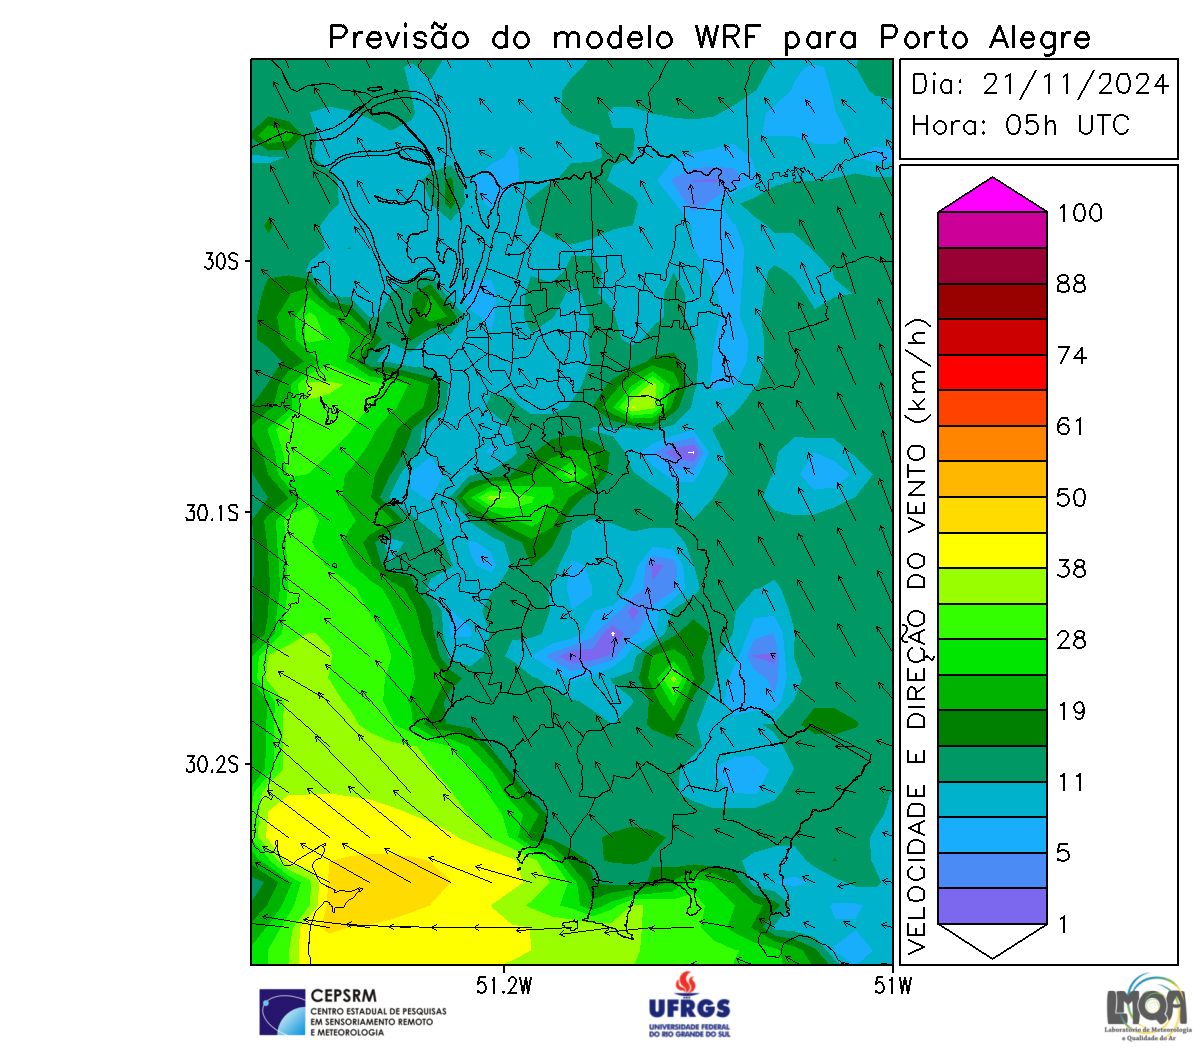 Previsão do modelo WRF para Porto Alegre
Dia: 21/11/2024
Hora: 05h UTC
30S
30.1S
30.2S
51.2W
51W
VELOCIDADE E DIREÇÃO DO VENTO (km/h)
100
88
74
61
50
38
28
19
11
5
1
CEPSRM
CENTRO ESTADUAL DE PESQUISAS
EM SENSORIAMENTO REMOTO
E METEOROLOGIA
UFRGS
UNIVERSIDADE FEDERAL
DO RIO GRANDE DO SUL
LMQA
Laboratório de Meteorologia
e Qualidade do Ar